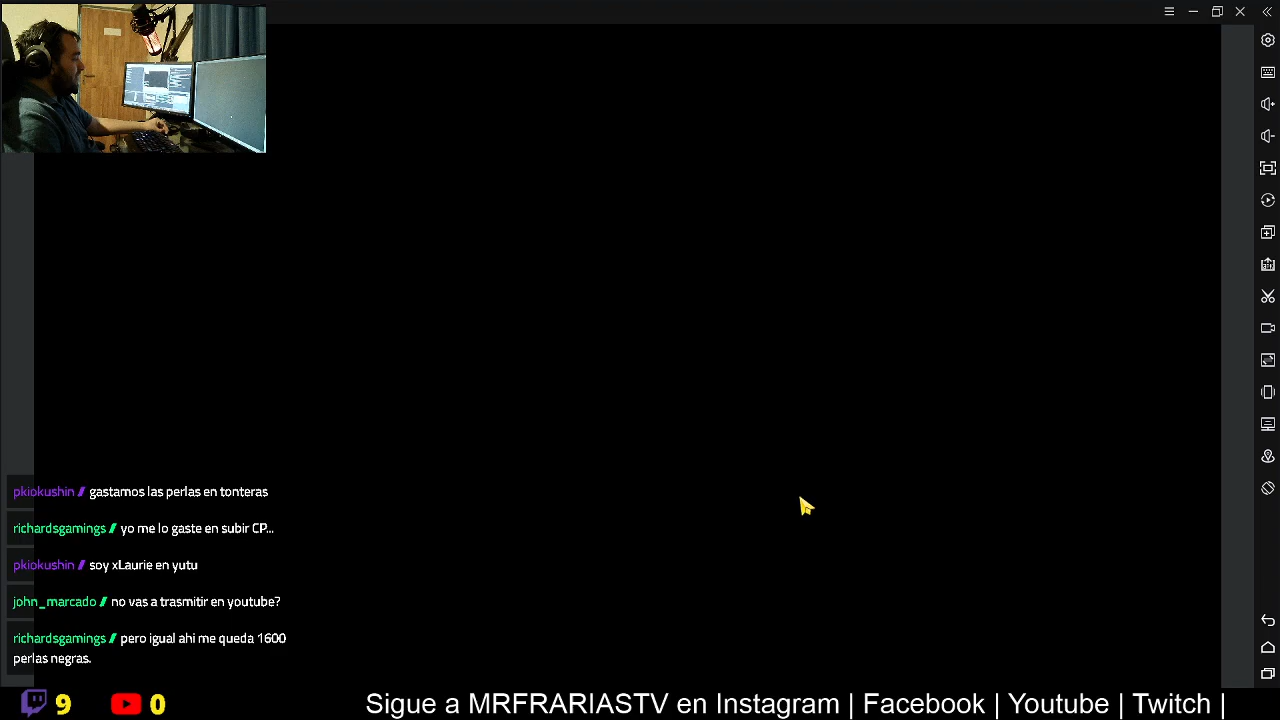 pkiokushin // gastamos las perlas en tonteras
richardsgamings // yo me lo gaste en subir CP...
pkiokushin // soy xLaurie en yutu
john_marcado // no vas a trasmitir en youtube?
richardsgamings // pero igual ahi me queda 1600
perlas negras.
9 0 Sigue a MRFRARIASTV en Instagram | Facebook | Youtube | Twitch |